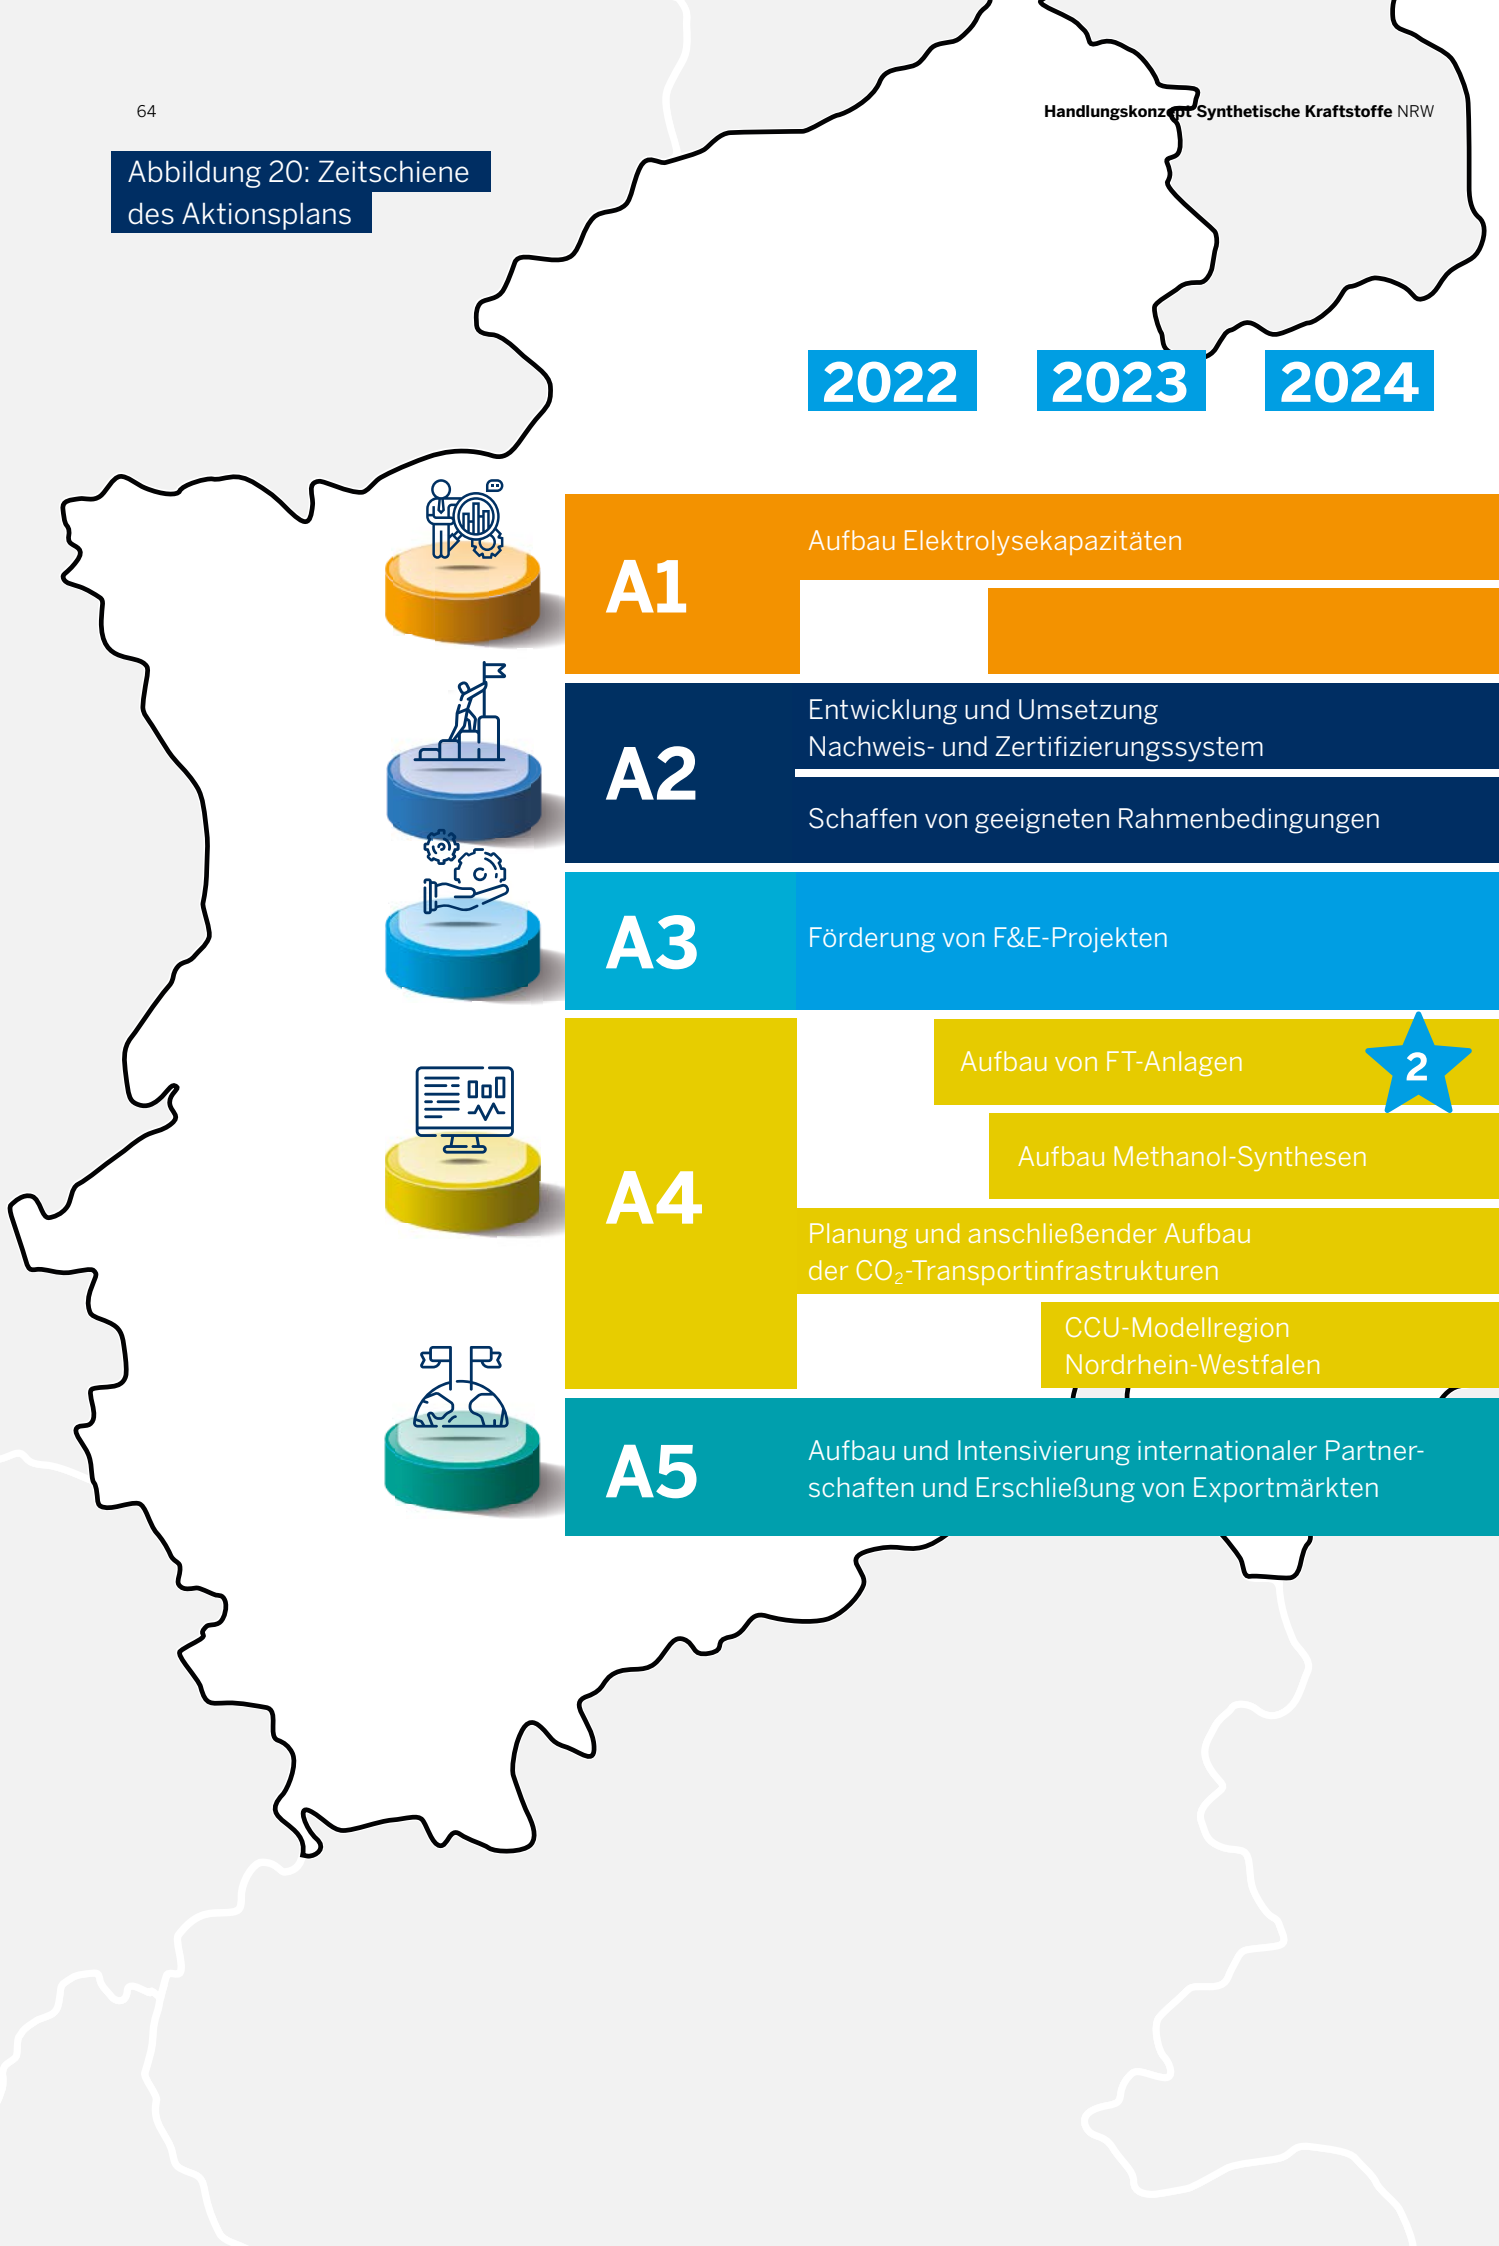 64
Handlungskonzept Synthetische Kraftstoffe NRW
Abbildung 20: Zeitschiene
des Aktionsplans
2022
2023
2024
A1
Aufbau Elektrolysekapazitäten
A2
Entwicklung und Umsetzung
Nachweis- und Zertifizierungssystem
Schaffen von geeigneten Rahmenbedingungen
A3
Förderung von F&E-Projekten
A4
Aufbau von FT-Anlagen
2
Aufbau Methanol-Synthesen
Planung und anschließender Aufbau
der CO₂-Transportinfrastrukturen
CCU-Modellregion
Nordrhein-Westfalen
A5
Aufbau und Intensivierung internationaler Partner-
schaften und Erschließung von Exportmärkten